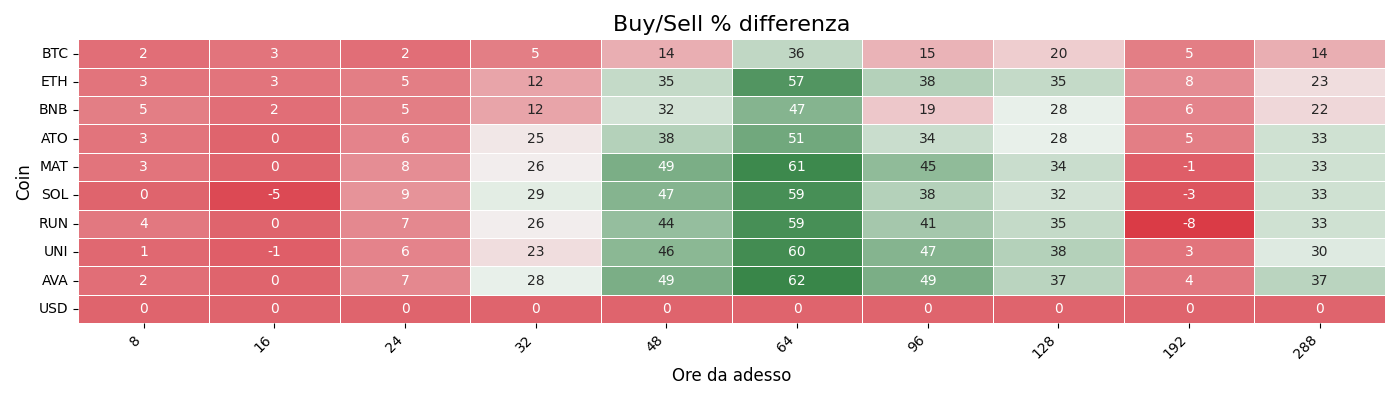 Buy/Sell % differenza
BTC 2 3 2 5 14 36 15 20 5 14
ETH 3 3 5 12 35 57 38 35 8 23
BNB 5 2 5 12 32 47 19 28 6 22
ATO 3 0 6 25 38 51 34 28 5 33
MAT 3 0 8 26 49 61 45 34 -1 33
SOL 0 -5 9 29 47 59 38 32 -3 33
RUN 4 0 7 26 44 59 41 35 -8 33
UNI 1 -1 6 23 46 60 47 38 3 30
AVA 2 0 7 28 49 62 49 37 4 37
USD 0 0 0 0 0 0 0 0 0 0
Coin
8 16 24 32 48 64 96 128 192 288
Ore da adesso